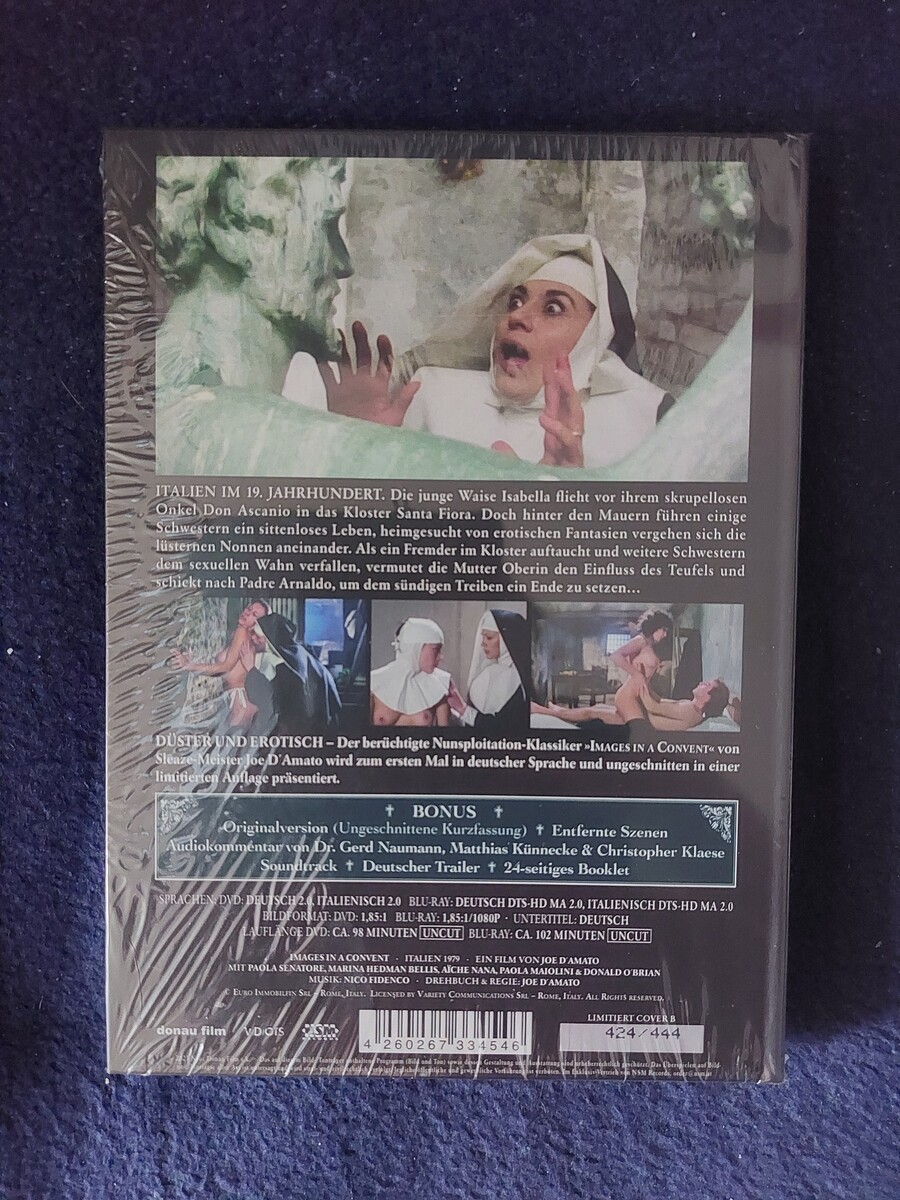 ITALIEN IM 19. JAHRHUNDERT. Die junge Waise Isabella flieht vor ihrem skrupellosen
Onkel Don Ascanio in das Kloster Santa Fiora. Doch hinter den Mauern führen einige
Schwestern ein sittenloses Leben, heimgesucht von erotischen Fantasien vergehen sich die
lüsternen Nonnen aneinander. Als ein Fremder im Kloster auftaucht und weitere Schwestern
dem sexuellen Wahn verfallen, vermutet die Mutter Oberin den Einfluss des Teufels und
schickt nach Padre Arnaldo, um dem sündigen Treiben ein Ende zu setzen...
DÜSTER UND EROTISCH – Der berüchtigte Nunsploitation-Klassiker »IMAGES IN A CONVENT« von
Sleaze-Meister Joe D'Amato wird zum ersten Mal in deutscher Sprache und ungeschnitten in einer
limitierten Auflage präsentiert.
✝ BONUS ✝
Originalversion (Ungeschnittene Kurzfassung) ✝ Entfernte Szenen
Audiokommentar von Dr. Gerd Naumann, Matthias Künnecke & Christopher Klaese
Soundtrack ✝ Deutscher Trailer ✝ 24-seitiges Booklet
SPRACHEN, DVD: DEUTSCH 2.0, ITALIENISCH 2.0 BLU-RAY: DEUTSCH DTS-HD MA 2.0, ITALIENISCH DTS-HD MA 2.0
BILDFORMAT: DVD: 1,85:1 BLU-RAY: 1,85:1/1080P · UNTERTITEL: DEUTSCH
LAUFLÄNGE DVD: CA. 98 MINUTEN UNCUT BLU-RAY: CA. 102 MINUTEN UNCUT
IMAGES IN A CONVENT · ITALIEN 1979 · EIN FILM VON JOE D'AMATO
MIT PAOLA SENATORE, MARINA HEDMAN BELLIS, AÏCHE NANA, PAOLA MAIOLINI & DONALD O'BRIAN
MUSIK: NICO FIDENCO · DREHBUCH & REGIE: JOE D'AMATO
© EURO IMMOBILFIN SRL – ROME, ITALY. LICENSED BY VARIETY COMMUNICATIONS SRL – ROME, ITALY. ALL RIGHTS RESERVED.
LIMITIERT COVER B
424/444
donau film NSM
4 260267 334546